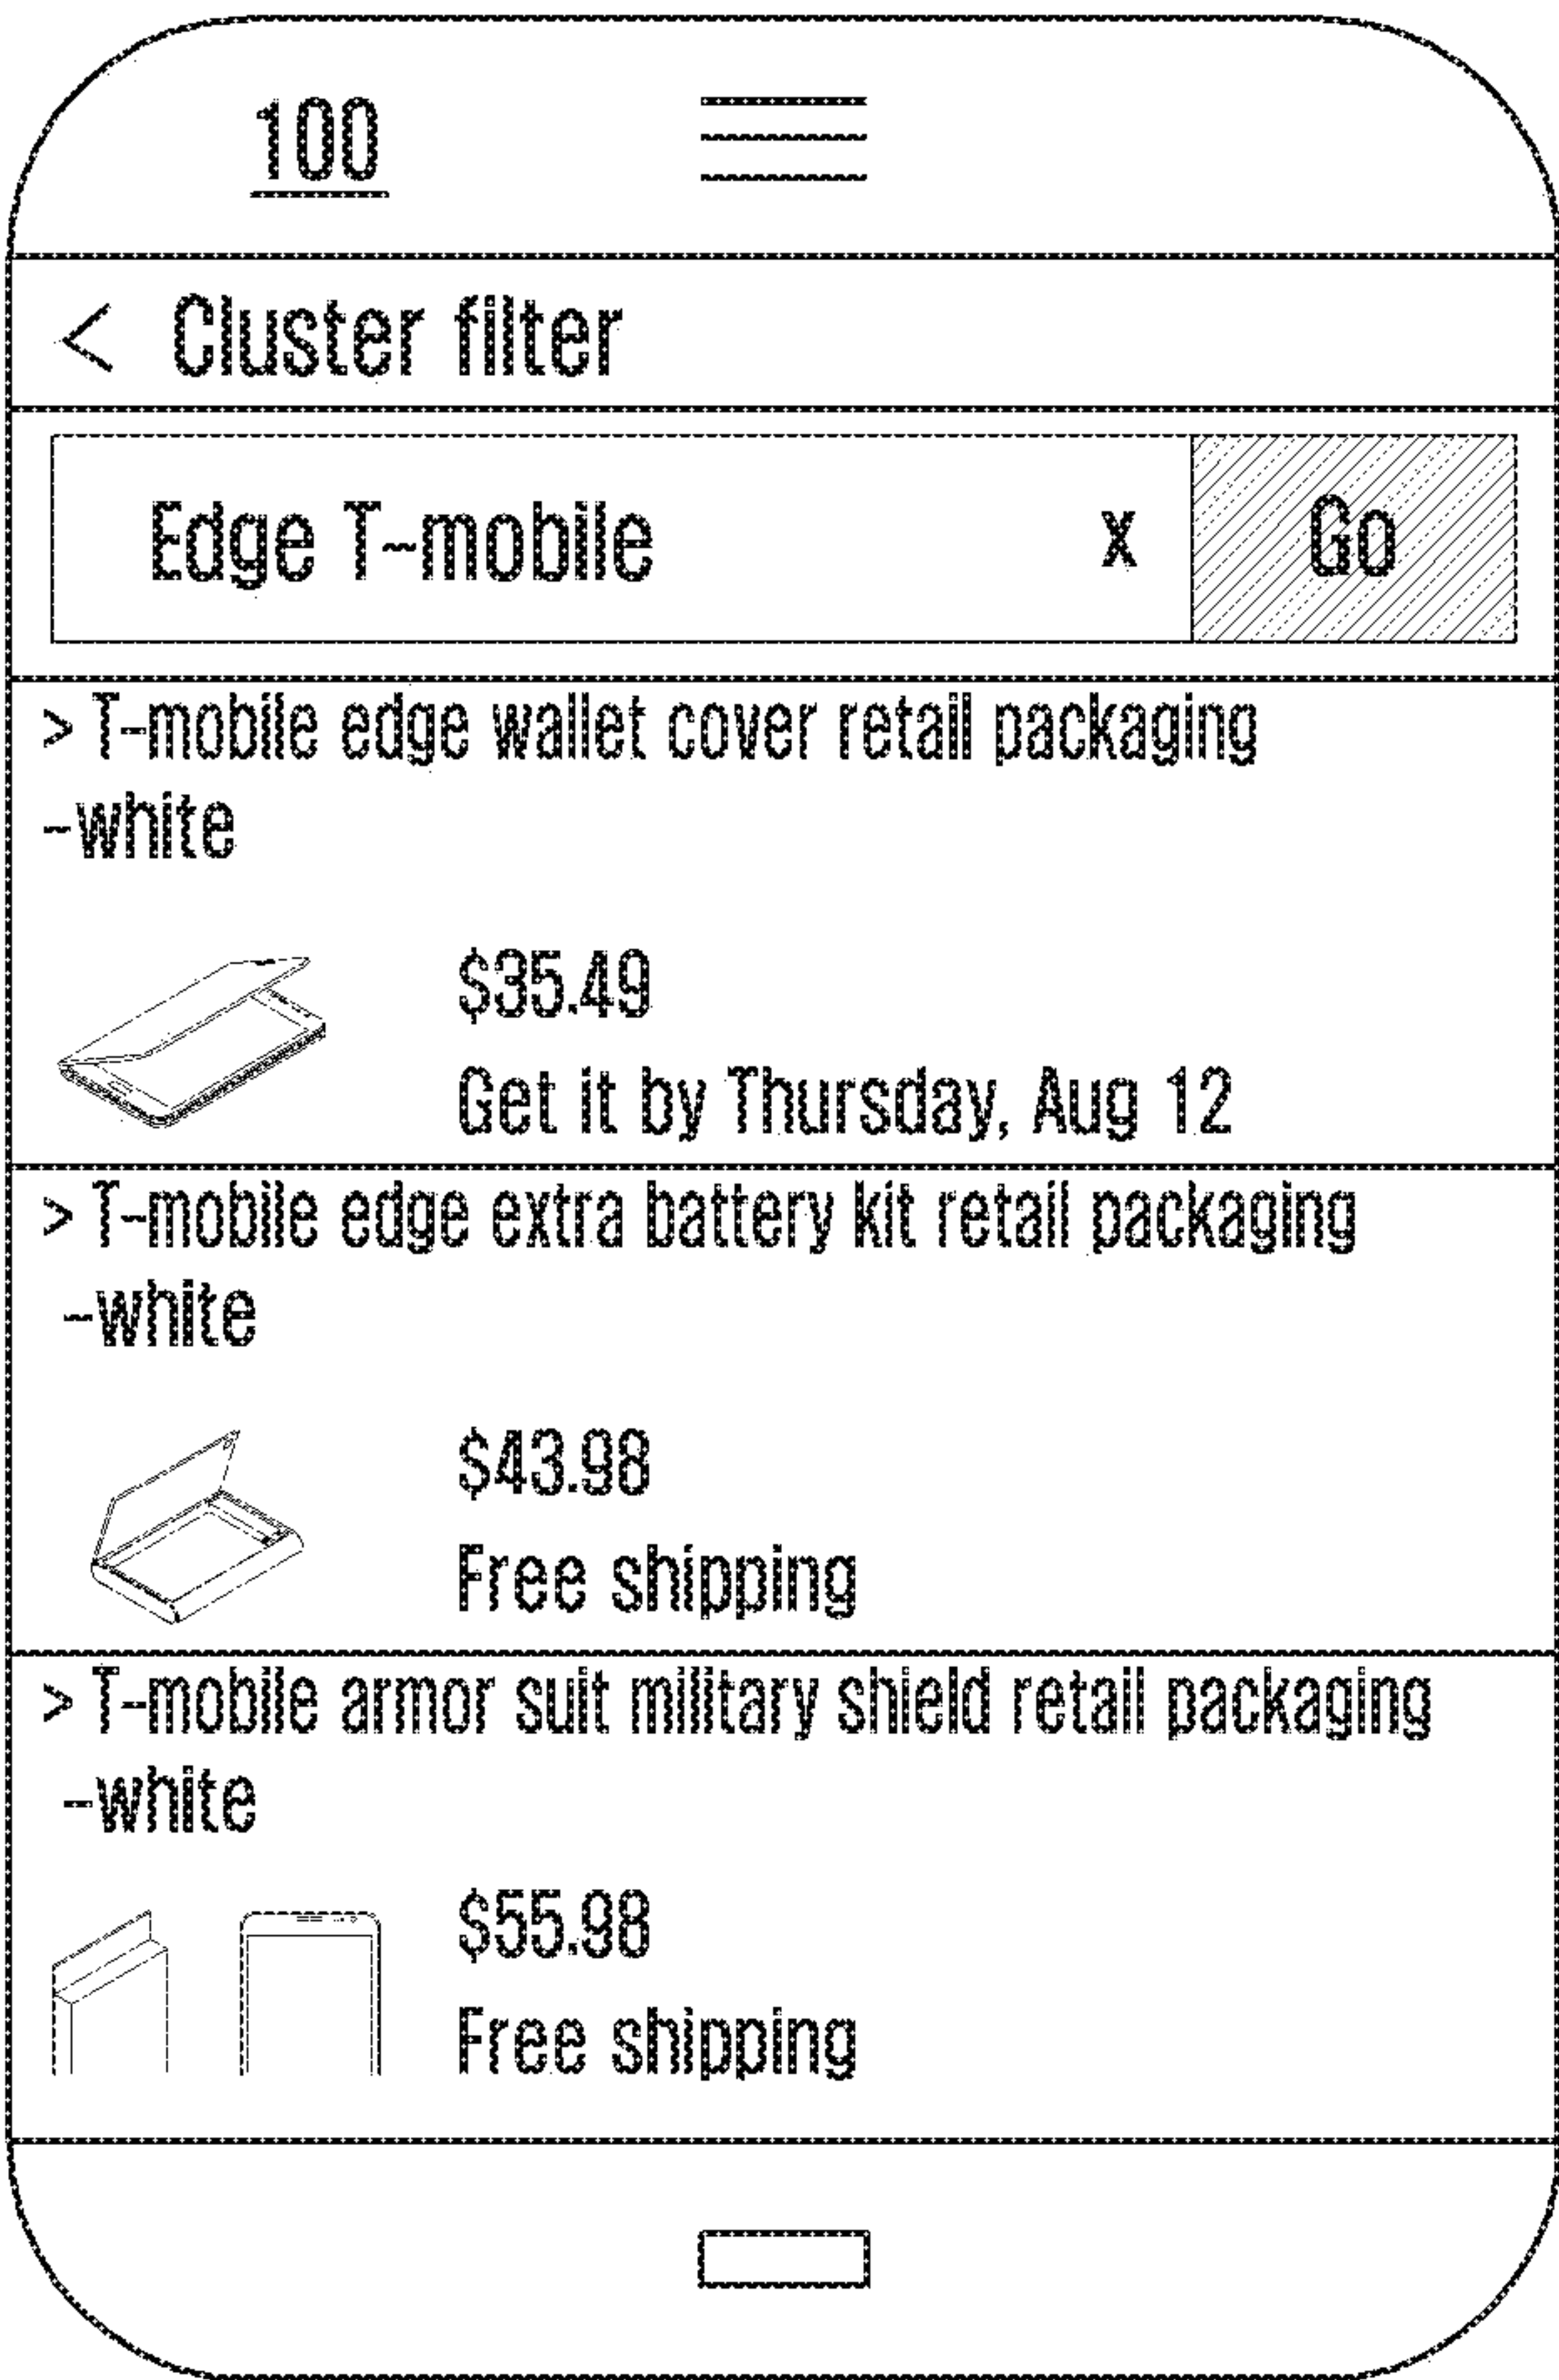 100
< Cluster filter
Edge T-mobile x Go
> T-mobile edge wallet cover retail packaging
-white
$35.49
Get it by Thursday, Aug 12
> T-mobile edge extra battery kit retail packaging
-white
$43.98
Free shipping
> T-mobile armor suit military shield retail packaging
-white
$55.98
Free shipping